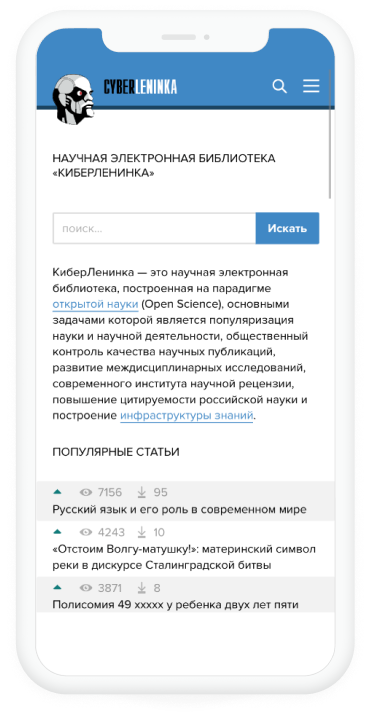 CYBERLENINKA
НАУЧНАЯ ЭЛЕКТРОННАЯ БИБЛИОТЕКА
«КИБЕРЛЕНИНКА»
поиск...
Искать
КиберЛенинка — это научная электронная
библиотека, построенная на парадигме
открытой науки (Open Science), основными
задачами которой является популяризация
науки и научной деятельности, общественный
контроль качества научных публикаций,
развитие междисциплинарных исследований,
современного института научной рецензии,
повышение цитируемости российской науки и
построение инфраструктуры знаний.
ПОПУЛЯРНЫЕ СТАТЬИ
7156 95
Русский язык и его роль в современном мире
4243 10
«Отстоим Волгу-матушку!»: материнский символ
реки в дискурсе Сталинградской битвы
3871 8
Полисомия 49 xxxxx у ребенка двух лет пяти